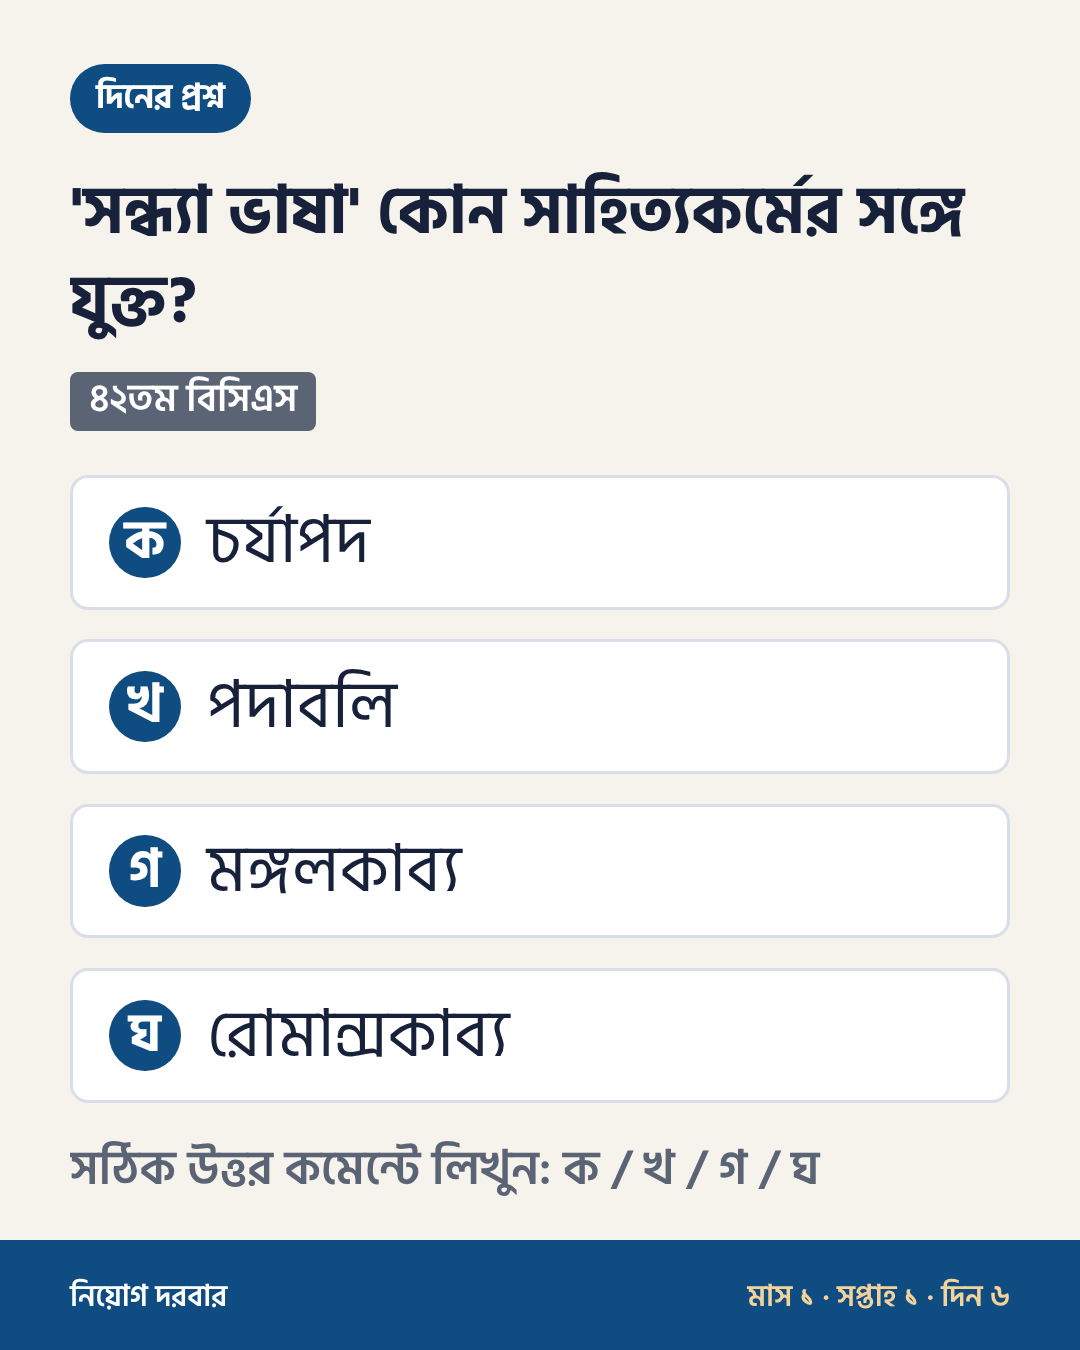 দিনের প্রশ্ন
'সন্ধ্যা ভাষা' কোন সাহিত্যকর্মের সঙ্গে
যুক্ত?
৪২তম বিসিএস
ক চর্যাপদ
খ পদাবলি
গ মঙ্গলকাব্য
ঘ রোমান্সকাব্য
সঠিক উত্তর কমেন্টে লিখুন: ক / খ / গ / ঘ
নিয়োগ দরবার
মাস ১ · সপ্তাহ ১ · দিন ৬